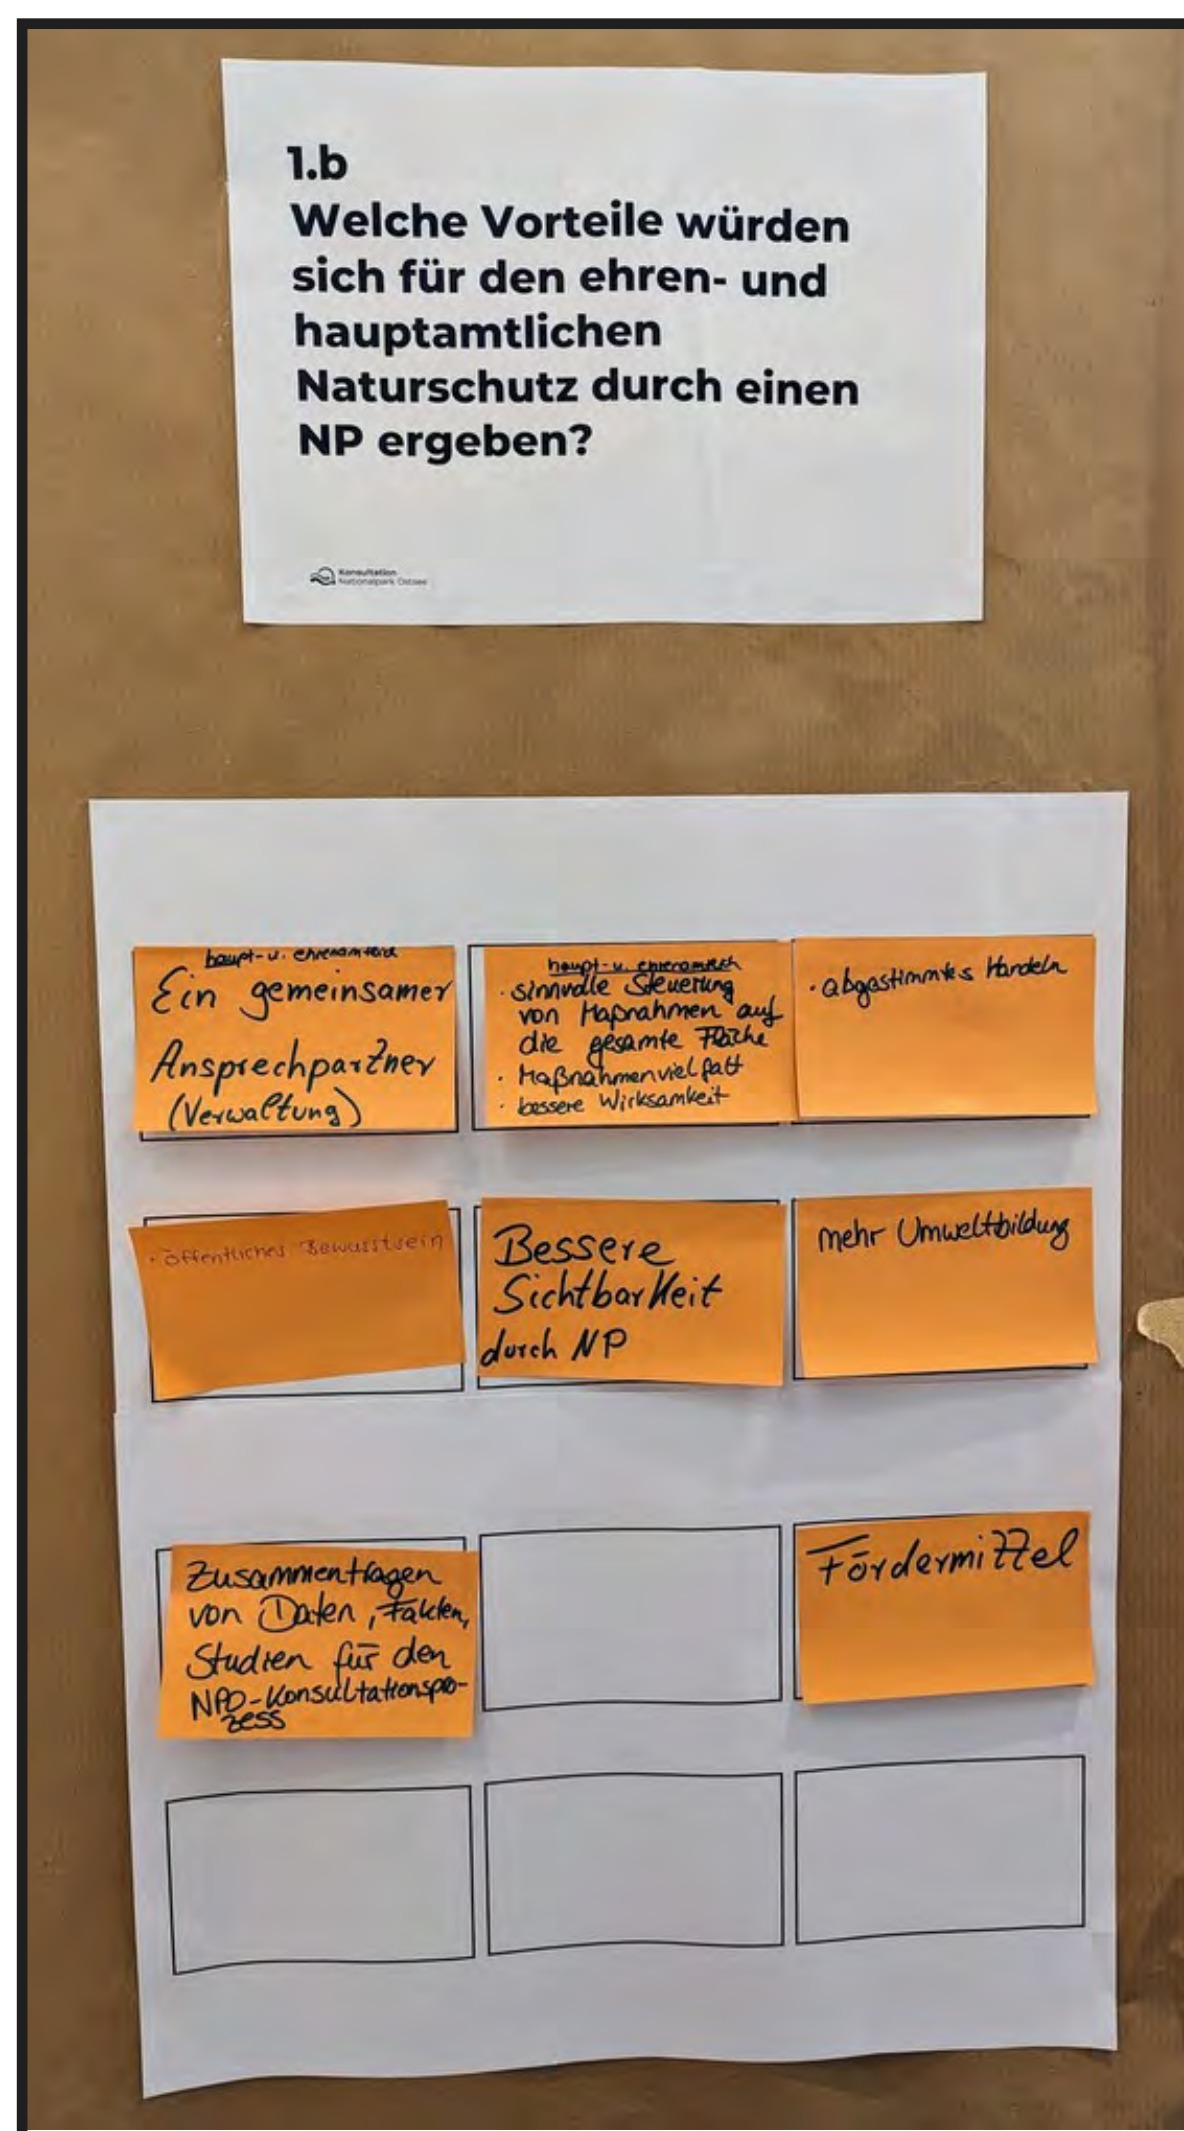 1.b
Welche Vorteile würden
sich für den ehren- und
hauptamtlichen
Naturschutz durch einen
NP ergeben?
Konsultation
Nationalpark Ostsee
haupt- u. ehrenamtlich
Ein gemeinsamer
Ansprechpartner
(Verwaltung)
haupt- u. ehrenamtlich
· sinnvolle Steuerung
von Maßnahmen auf
die gesamte Fläche
· Maßnahmenvielfalt
· bessere Wirksamkeit
· abgestimmtes Handeln
· öffentliches Bewusstsein
Bessere
Sichtbarkeit
durch NP
mehr Umweltbildung
Zusammentragen
von Daten, Fakten,
Studien für den
NPO-Konsultationspro-
zess
Fördermittel